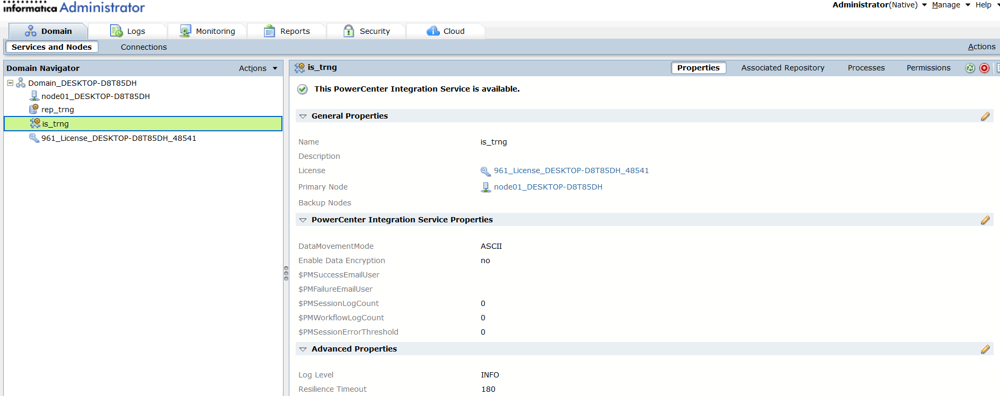 informatica Administrator
Administrator(Native) Manage Help
Domain Logs Monitoring Reports Security Cloud
Services and Nodes Connections Actions
Domain Navigator Actions
Domain_DESKTOP-D8T85DH
node01_DESKTOP-D8T85DH
rep_trng
is_trng
961_License_DESKTOP-D8T85DH_48541
is_trng Properties Associated Repository Processes Permissions
This PowerCenter Integration Service is available.
General Properties
Name is_trng
Description
License 961_License_DESKTOP-D8T85DH_48541
Primary Node node01_DESKTOP-D8T85DH
Backup Nodes
PowerCenter Integration Service Properties
DataMovementMode ASCII
Enable Data Encryption no
$PMSuccessEmailUser
$PMFailureEmailUser
$PMSessionLogCount 0
$PMWorkflowLogCount 0
$PMSessionErrorThreshold 0
Advanced Properties
Log Level INFO
Resilience Timeout 180